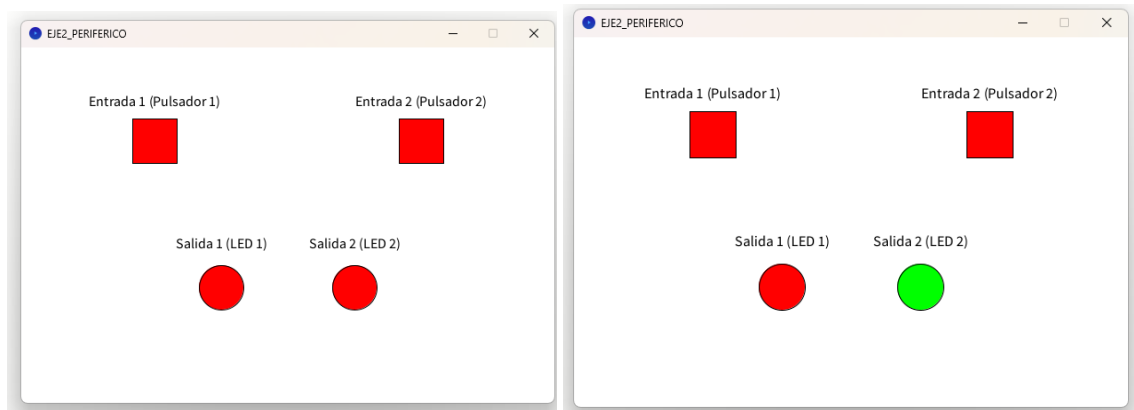 EJE2_PERIFERICO
Entrada 1 (Pulsador 1)
Entrada 2 (Pulsador 2)
Salida 1 (LED 1)
Salida 2 (LED 2)
EJE2_PERIFERICO
Entrada 1 (Pulsador 1)
Entrada 2 (Pulsador 2)
Salida 1 (LED 1)
Salida 2 (LED 2)